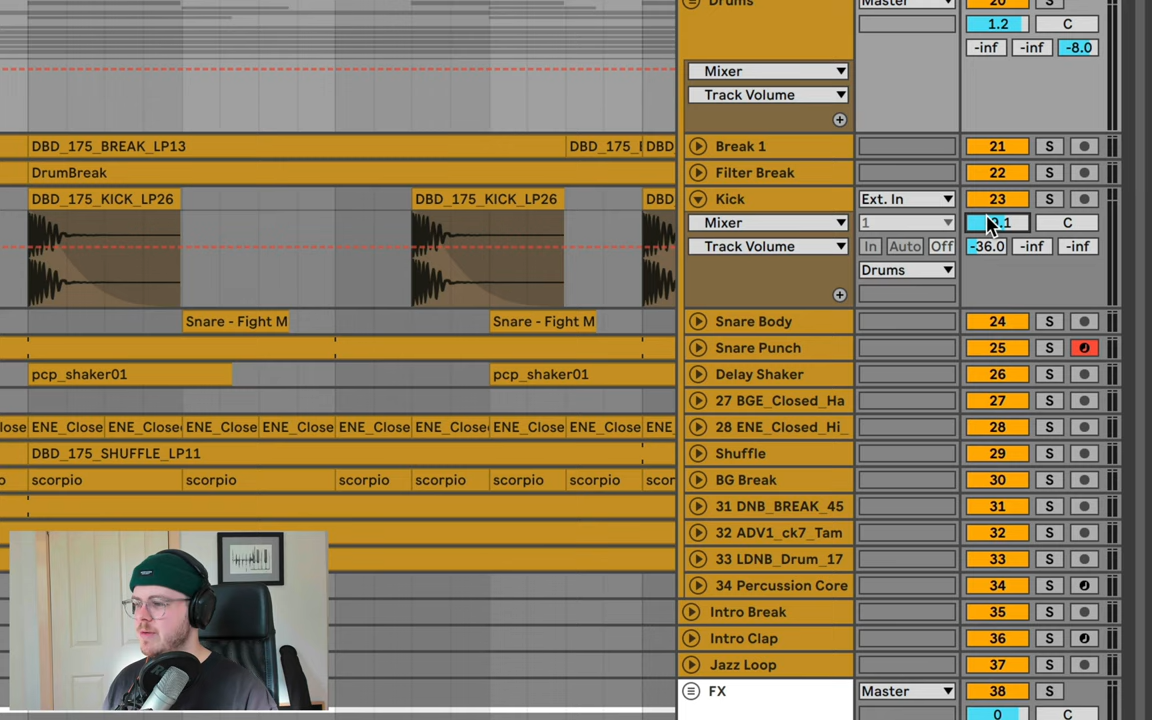 Drums
Master
20
S
1.2
C
-inf
-inf
-8.0
Mixer
Track Volume
DBD_175_BREAK_LP13
DBD_175_
DBD
Break 1
21
S
DrumBreak
Filter Break
22
S
DBD_175_KICK_LP26
DBD_175_KICK_LP26
DBD
Kick
Ext. In
23
S
Mixer
1
C
Track Volume
In
Auto
Off
-36.0
-inf
-inf
Drums
Snare - Fight M
Snare - Fight M
Snare Body
24
S
Snare Punch
25
S
pcp_shaker01
pcp_shaker01
Delay Shaker
26
S
27 BGE_Closed_Ha
27
S
lose
ENE_Close
ENE_Close
ENE_Close
ENE_Close
ENE_Close
ENE_Close
ENE_Close
ENE_Close
ENE
28 ENE_Closed_Hi_
28
S
DBD_175_SHUFFLE_LP11
Shuffle
29
S
o
scorpio
scorpio
scorpio
scorpio
scorpio
scorpio
scor
BG Break
30
S
31 DNB_BREAK_45
31
S
32 ADV1_ck7_Tam
32
S
33 LDNB_Drum_17
33
S
34 Percussion Core
34
S
Intro Break
35
S
Intro Clap
36
S
Jazz Loop
37
S
FX
Master
38
S
0
C